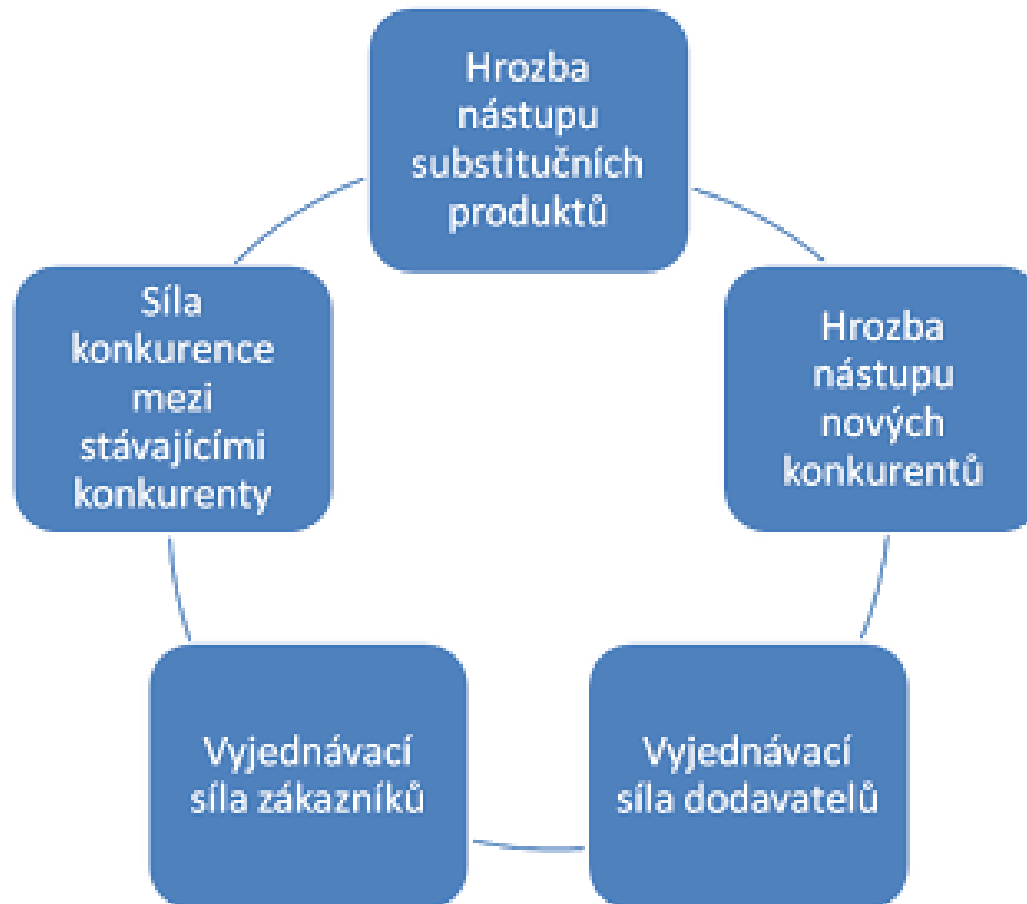 Hrozba
nástupu
substitučních
produktů
Hrozba
nástupu
nových
konkurentů
Vyjednávací
síla dodavatelů
Vyjednávací
síla zákazníků
Síla
konkurence
mezi
stávajícími
konkurenty